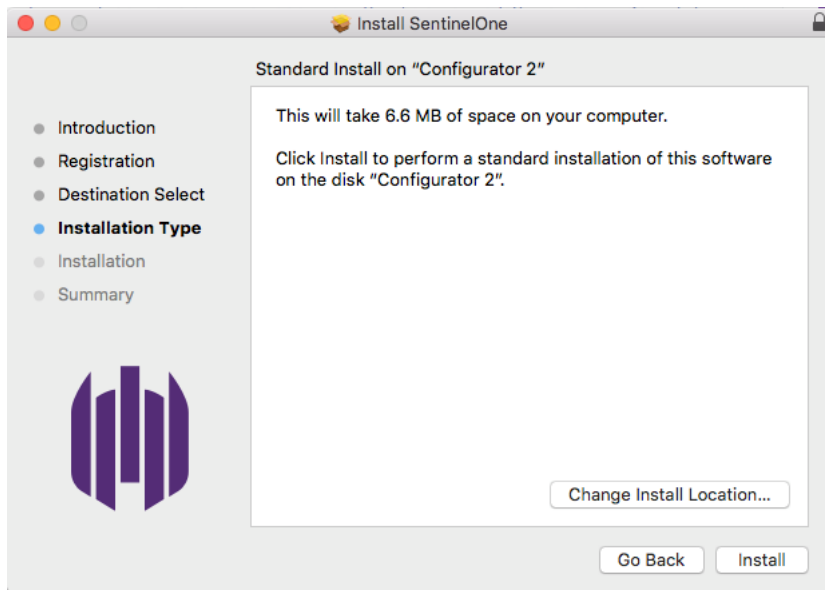 Install SentinelOne
Standard Install on “Configurator 2”
Introduction
Registration
Destination Select
Installation Type
Installation
Summary
This will take 6.6 MB of space on your computer.
Click Install to perform a standard installation of this software
on the disk “Configurator 2”.
Change Install Location...
Go Back
Install